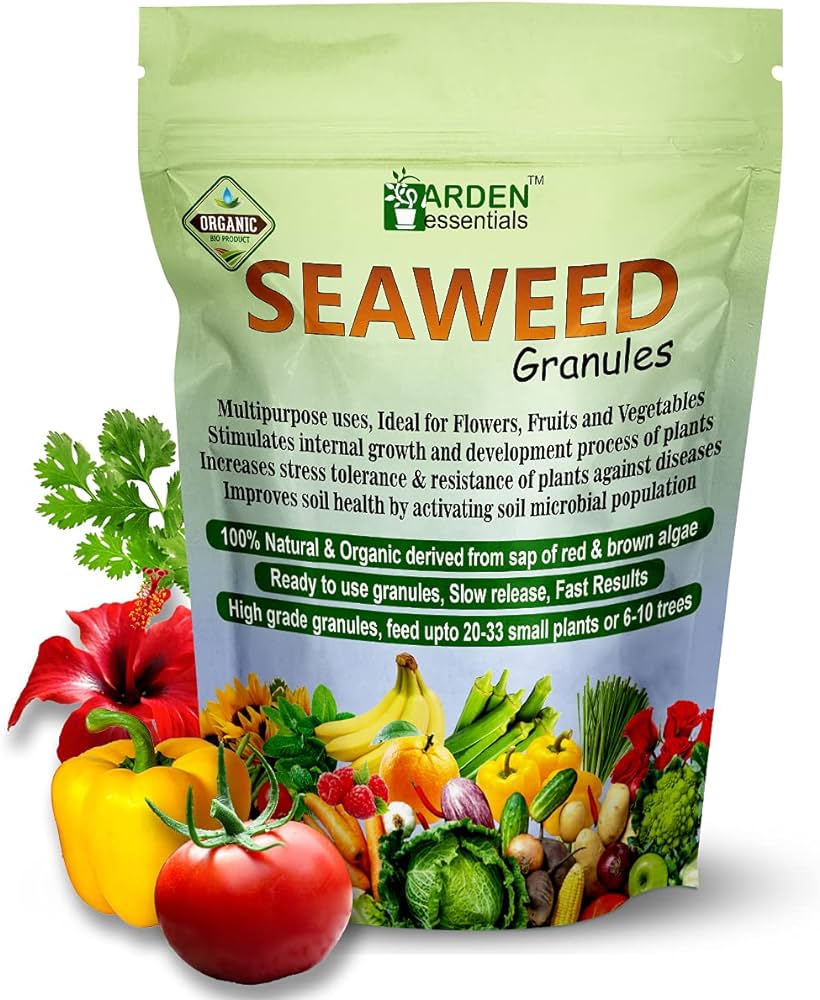 ARDEN™
essentials
ORGANIC
BIO PRODUCT
SEAWEED
Granules
Multipurpose uses, Ideal for Flowers, Fruits and Vegetables
Stimulates internal growth and development process of plants
Increases stress tolerance & resistance of plants against diseases
Improves soil health by activating soil microbial population
100% Natural & Organic derived from sap of red & brown algae
Ready to use granules, Slow release, Fast Results
High grade granules, feed upto 20-33 small plants or 6-10 trees